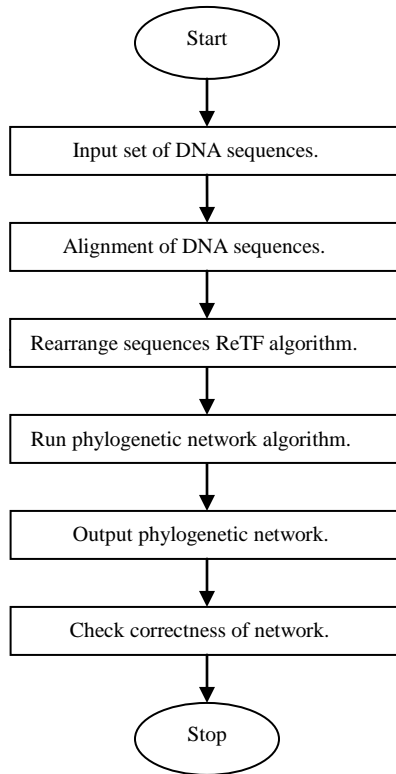 Start
Input set of DNA sequences.
Alignment of DNA sequences.
Rearrange sequences ReTF algorithm.
Run phylogenetic network algorithm.
Output phylogenetic network.
Check correctness of network.
Stop